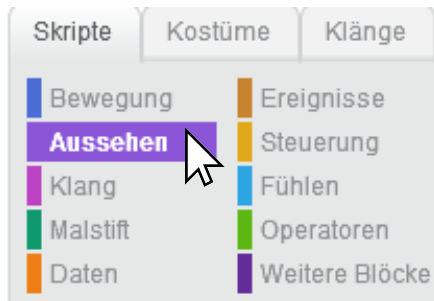 Skripte Kostüme Klänge
Bewegung Ereignisse
Aussehen Steuerung
Klang Fühlen
Malstift Operatoren
Daten Weitere Blöcke